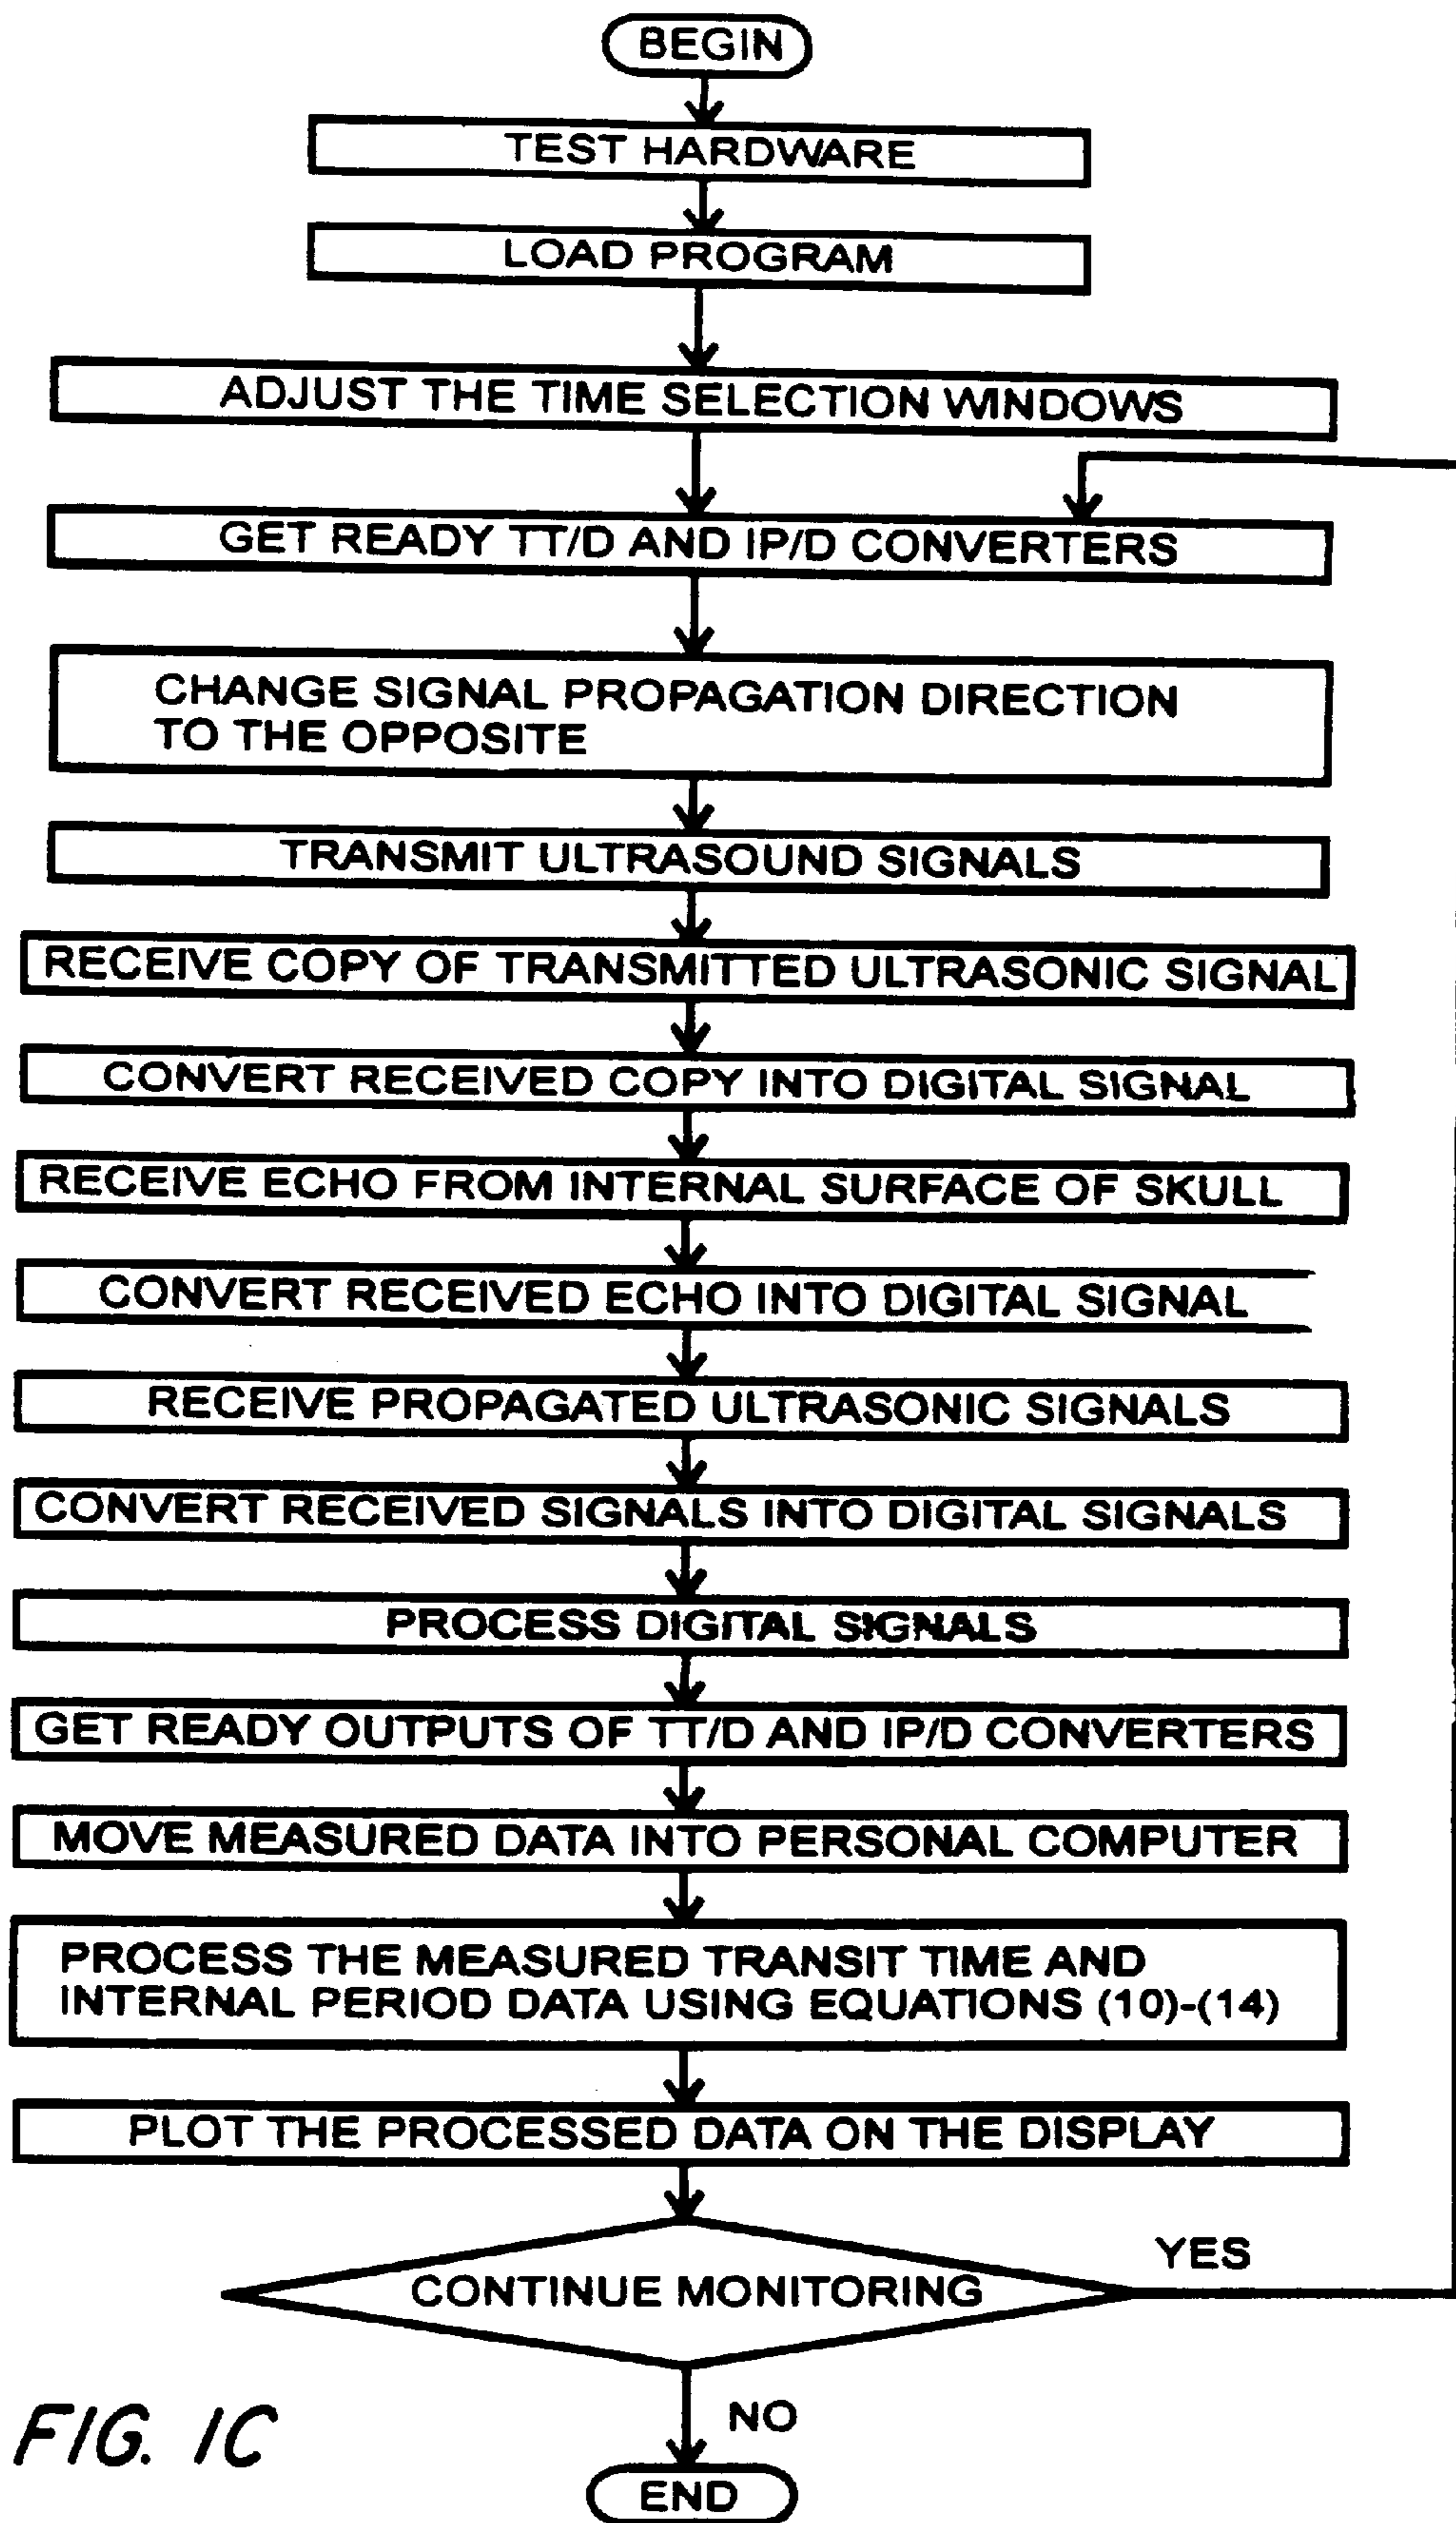 BEGIN
TEST HARDWARE
LOAD PROGRAM
ADJUST THE TIME SELECTION WINDOWS
GET READY TT/D AND IP/D CONVERTERS
CHANGE SIGNAL PROPAGATION DIRECTION
TO THE OPPOSITE
TRANSMIT ULTRASOUND SIGNALS
RECEIVE COPY OF TRANSMITTED ULTRASONIC SIGNAL
CONVERT RECEIVED COPY INTO DIGITAL SIGNAL
RECEIVE ECHO FROM INTERNAL SURFACE OF SKULL
CONVERT RECEIVED ECHO INTO DIGITAL SIGNAL
RECEIVE PROPAGATED ULTRASONIC SIGNALS
CONVERT RECEIVED SIGNALS INTO DIGITAL SIGNALS
PROCESS DIGITAL SIGNALS
GET READY OUTPUTS OF TT/D AND IP/D CONVERTERS
MOVE MEASURED DATA INTO PERSONAL COMPUTER
PROCESS THE MEASURED TRANSIT TIME AND
INTERNAL PERIOD DATA USING EQUATIONS (10)-(14)
PLOT THE PROCESSED DATA ON THE DISPLAY
YES
CONTINUE MONITORING
NO
FIG. 1C
END